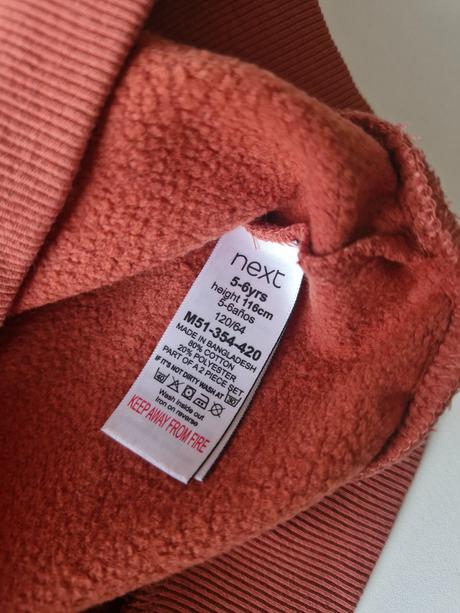 next
5-6yrs
height 116cm
5-6años
120/64
M51-354-420
MADE IN BANGLADESH
80% COTTON
20% POLYESTER
PART OF A 2 PIECE SET
IF IT'S NOT DIRTY WASH AT 30
40
Wash inside out
Iron on reverse
KEEP AWAY FROM FIRE